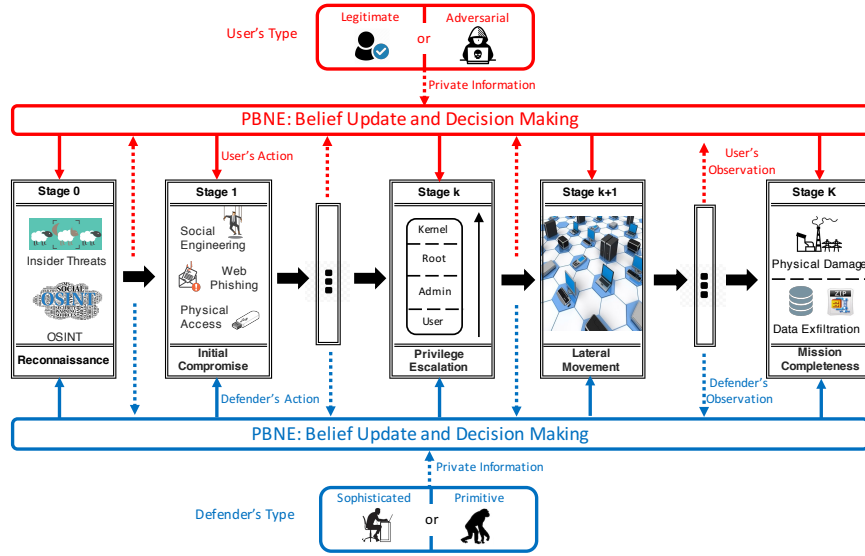 User's Type
Legitimate
or
Adversarial
Private Information
PBNE: Belief Update and Decision Making
User's Action
User's
Observation
Stage 0
Insider Threats
SOCIAL
OSINT
OSINT
Reconnaissance
Stage 1
Social
Engineering
Web
Phishing
Physical
Access
Initial
Compromise
Stage k
Kernel
Root
Admin
User
Privilege
Escalation
Stage k+1
Lateral
Movement
Stage K
Physical Damage
ZIP
Data Exfiltration
Mission
Completeness
Defender's Action
Defender's
Observation
PBNE: Belief Update and Decision Making
Private Information
Defender's Type
Sophisticated
or
Primitive